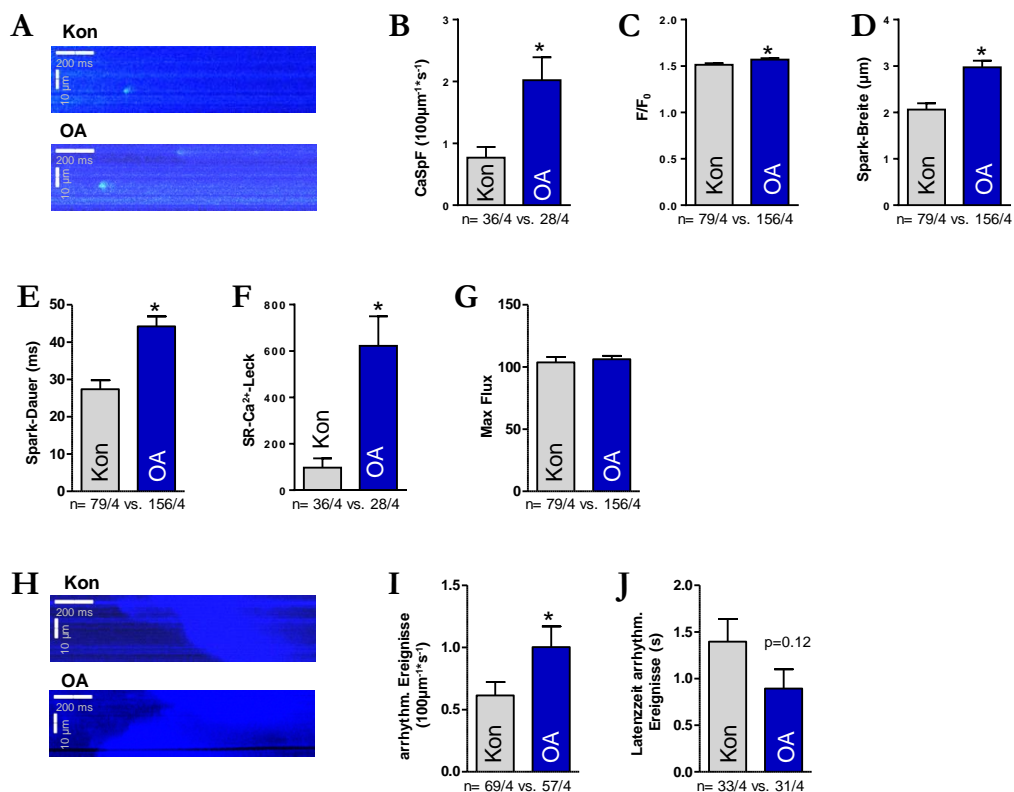 A
Kon
200 ms
10 µm
OA
200 ms
10 µm
B
CaSpF (100µm⁻¹*s⁻¹)
3
2
1
0
*
Kon
OA
n= 36/4 vs. 28/4
C
F/F₀
2.0
1.5
1.0
0.5
0.0
*
Kon
OA
n= 79/4 vs. 156/4
D
Spark-Breite (µm)
4
3
2
1
0
*
Kon
OA
n= 79/4 vs. 156/4
E
Spark-Dauer (ms)
50
40
30
20
10
0
*
Kon
OA
n= 79/4 vs. 156/4
F
SR-Ca²⁺-Leck
800
600
400
200
0
*
Kon
OA
n= 36/4 vs. 28/4
G
Max Flux
150
100
50
0
Kon
OA
n= 79/4 vs. 156/4
H
Kon
200 ms
10 µm
OA
200 ms
10 µm
I
arrhythm. Ereignisse
(100µm⁻¹*s⁻¹)
1.5
1.0
0.5
0.0
*
Kon
OA
n= 69/4 vs. 57/4
J
Latenzzeit arrhythm.
Ereignisse (s)
2.0
1.5
1.0
0.5
0.0
p=0.12
Kon
OA
n= 33/4 vs. 31/4